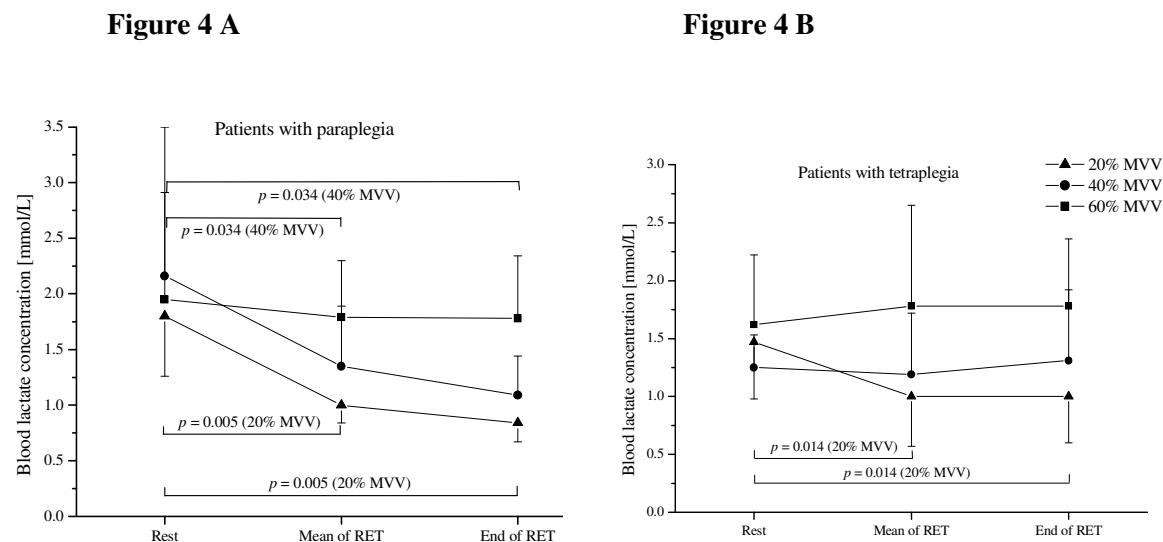 Figure 4 A
Patients with paraplegia
Blood lactate concentration [mmol/L]
3.5
3.0
2.5
2.0
1.5
1.0
0.5
0.0
p = 0.034 (40% MVV)
p = 0.034 (40% MVV)
p = 0.005 (20% MVV)
p = 0.005 (20% MVV)
Rest
Mean of RET
End of RET
Figure 4 B
Patients with tetraplegia
20% MVV
40% MVV
60% MVV
Blood lactate concentration [mmol/L]
3.0
2.5
2.0
1.5
1.0
0.5
0.0
p = 0.014 (20% MVV)
p = 0.014 (20% MVV)
Rest
Mean of RET
End of RET